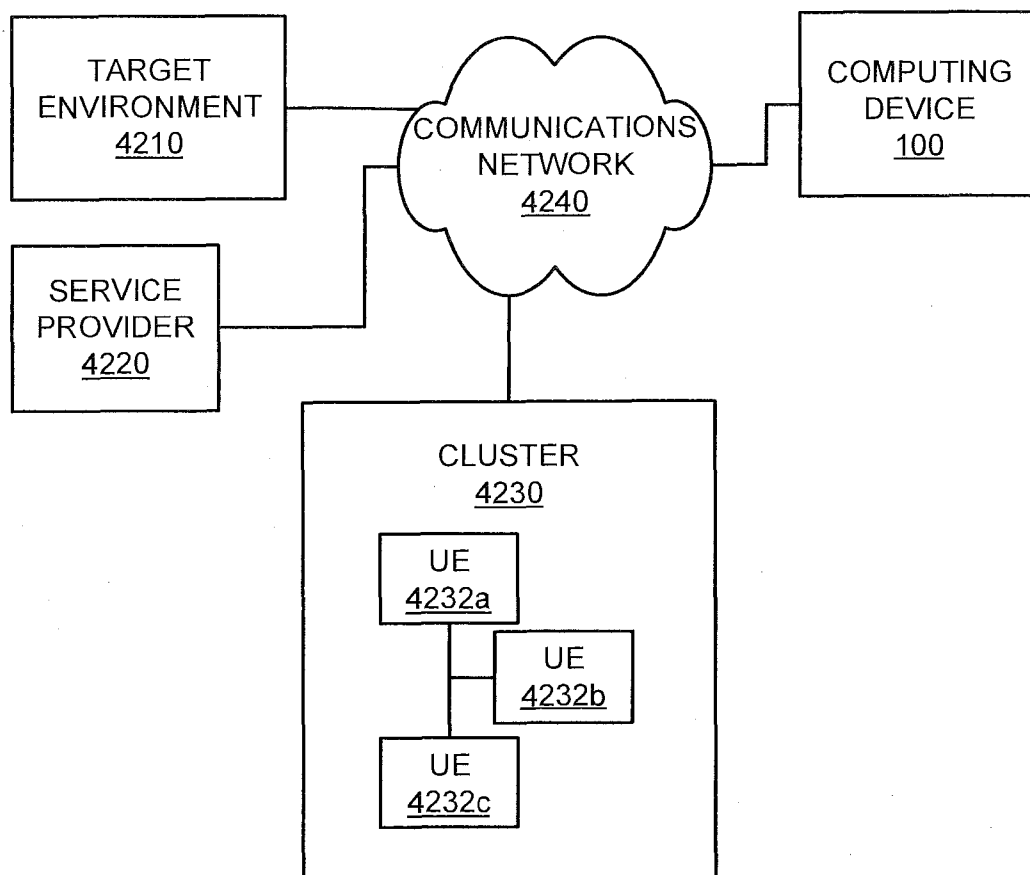 TARGET
ENVIRONMENT
4210
COMMUNICATIONS
NETWORK
4240
COMPUTING
DEVICE
100
SERVICE
PROVIDER
4220
CLUSTER
4230
UE
4232a
UE
4232b
UE
4232c